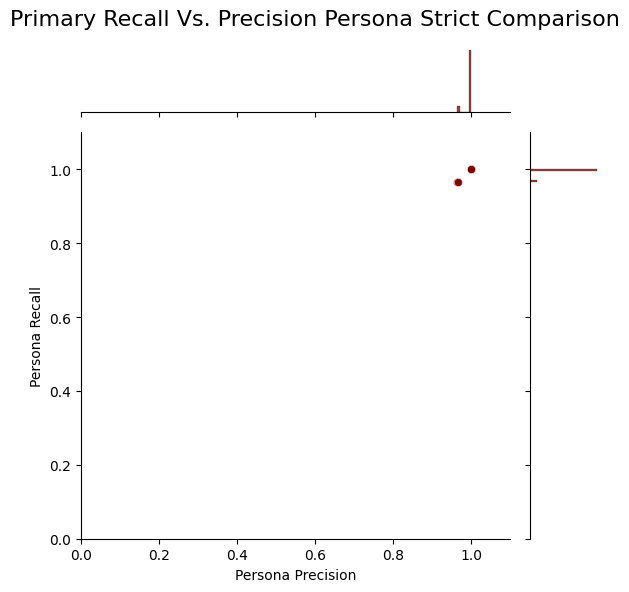 Primary Recall Vs. Precision Persona Strict Comparison
1.0
0.8
0.6
0.4
0.2
0.0
Persona Recall
0.0 0.2 0.4 0.6 0.8 1.0
Persona Precision